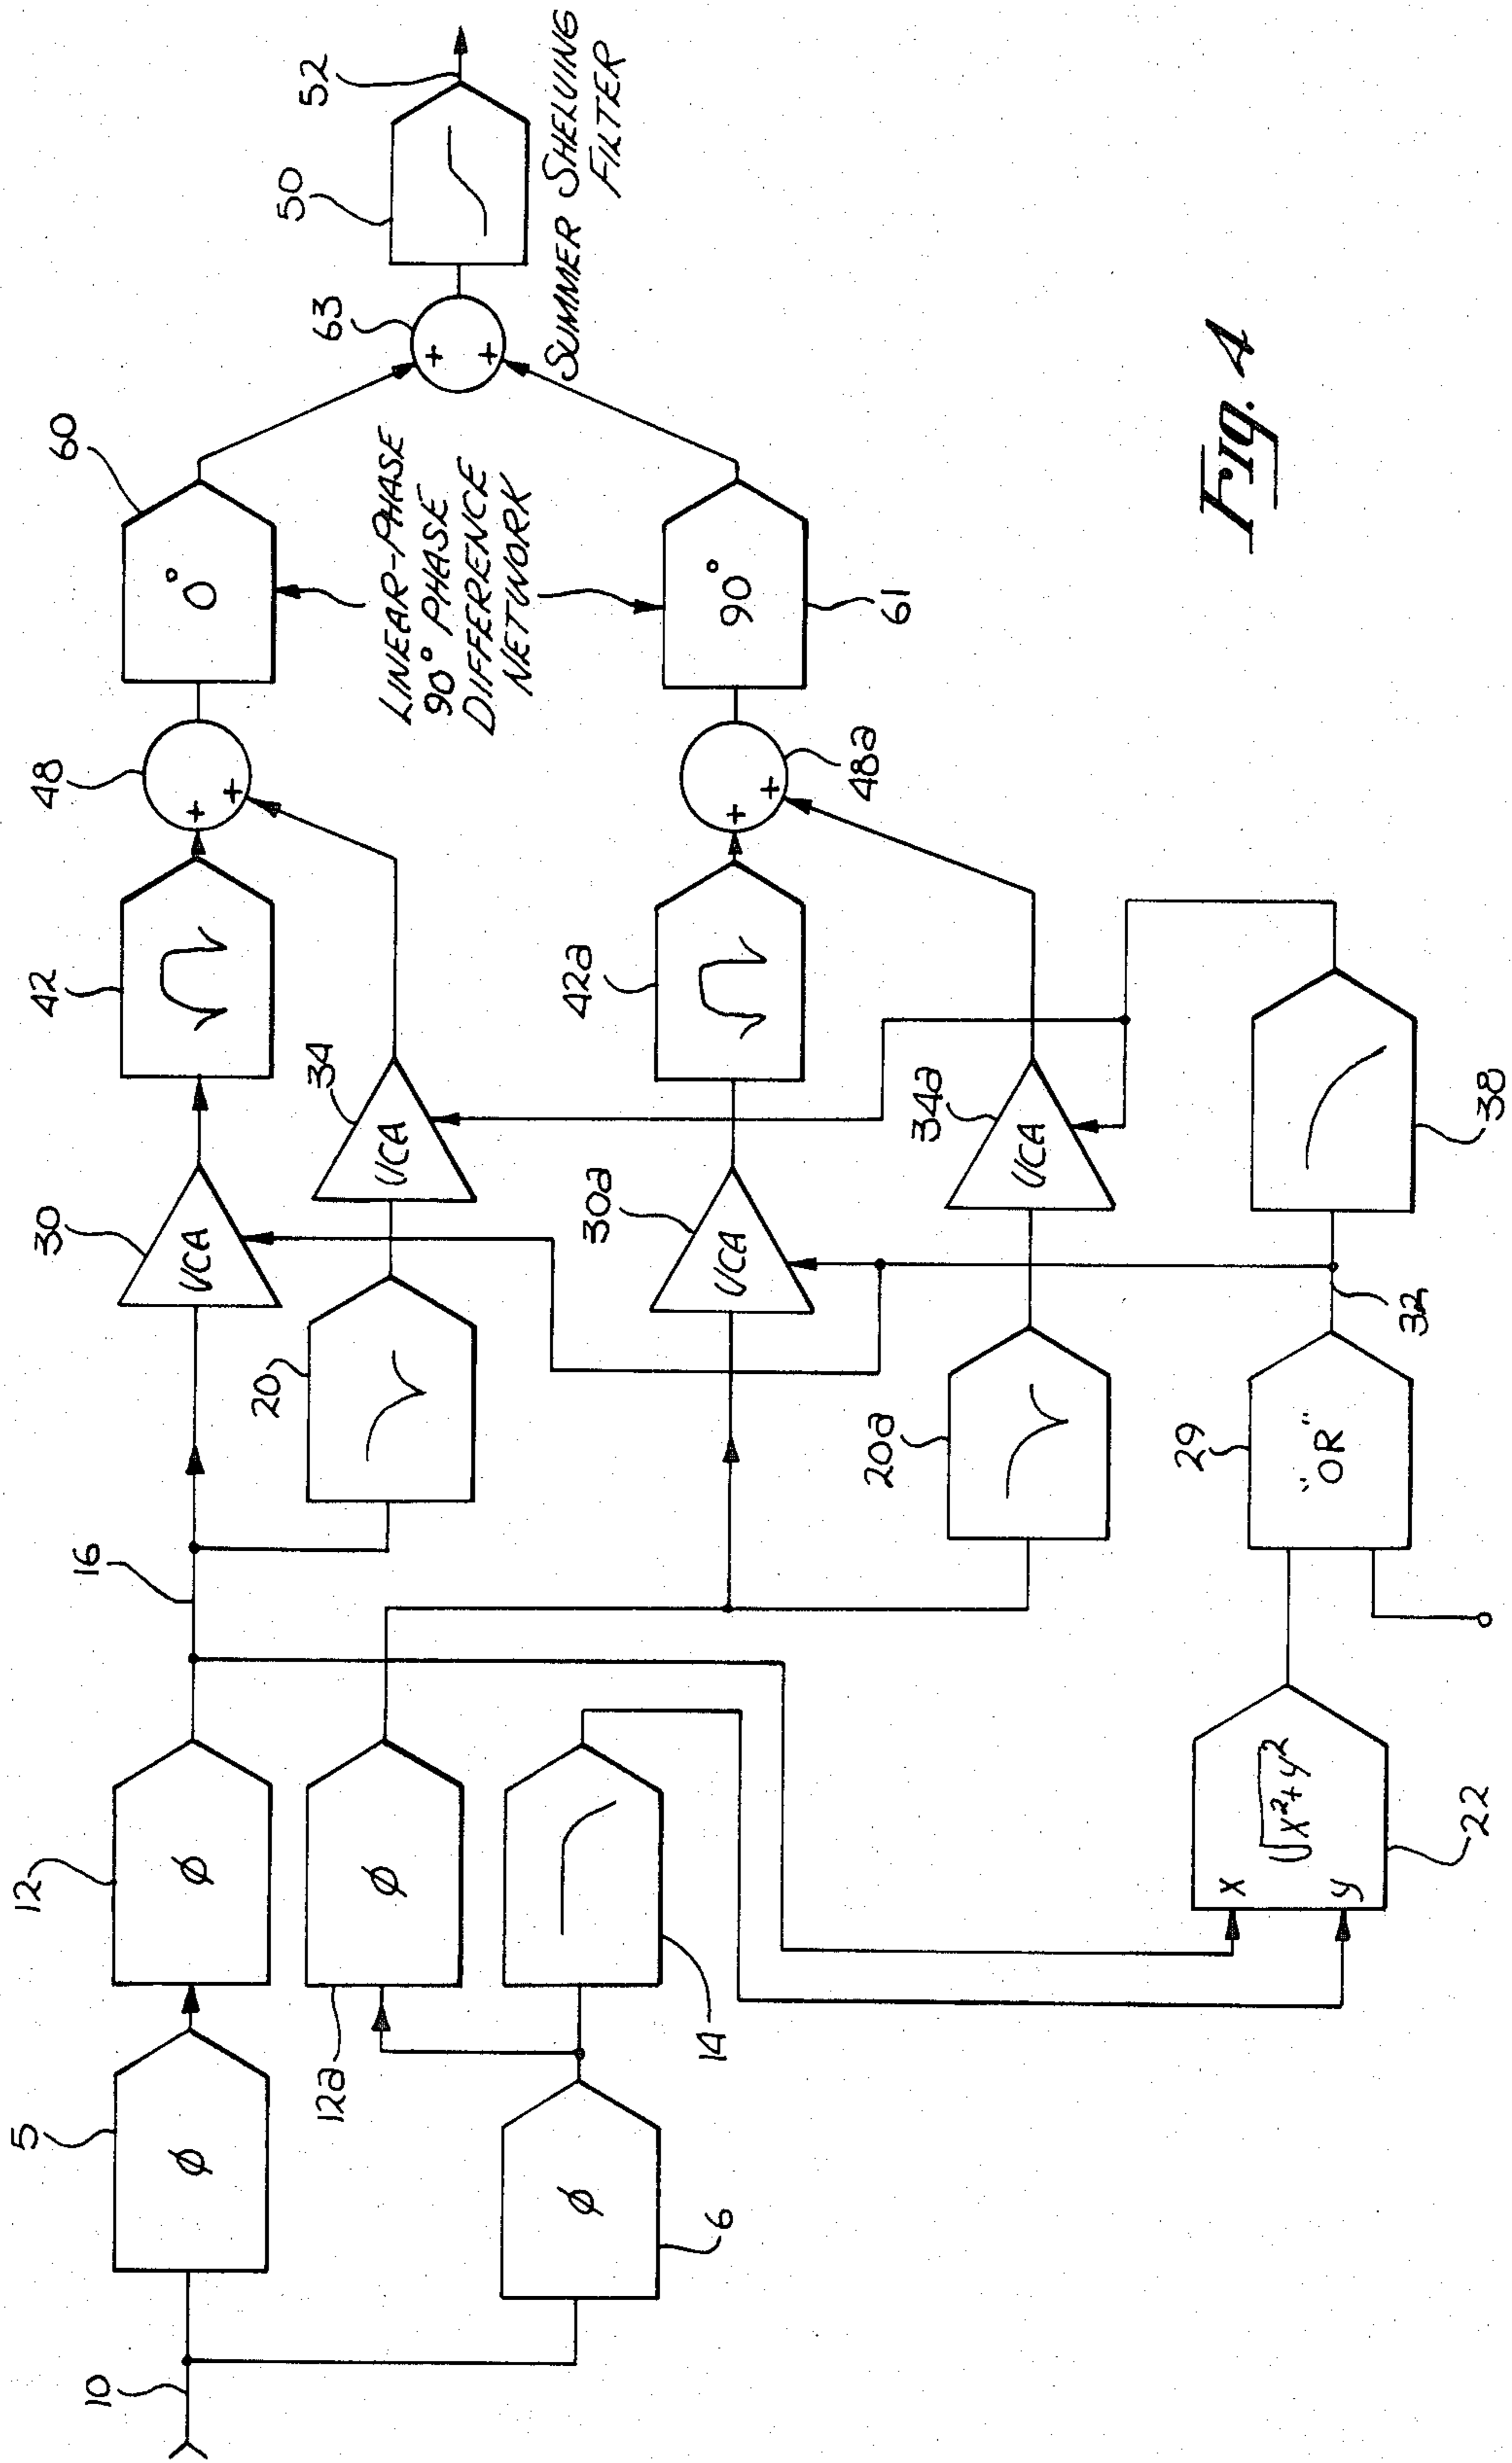 10
5
φ
6
φ
12
φ
12a
φ
14
16
20
30
VCA
34
VCA
42
48
+
+
60
0°
LINEAR-PHASE
90° PHASE
DIFFERENCE
NETWORK
30a
VCA
42a
48a
+
+
61
90°
20a
34a
VCA
22
X
y
√X²+y²
29
"OR"
32
38
63
+
+
50
52
SUMMER SHELVING
FILTER
Fig. 4